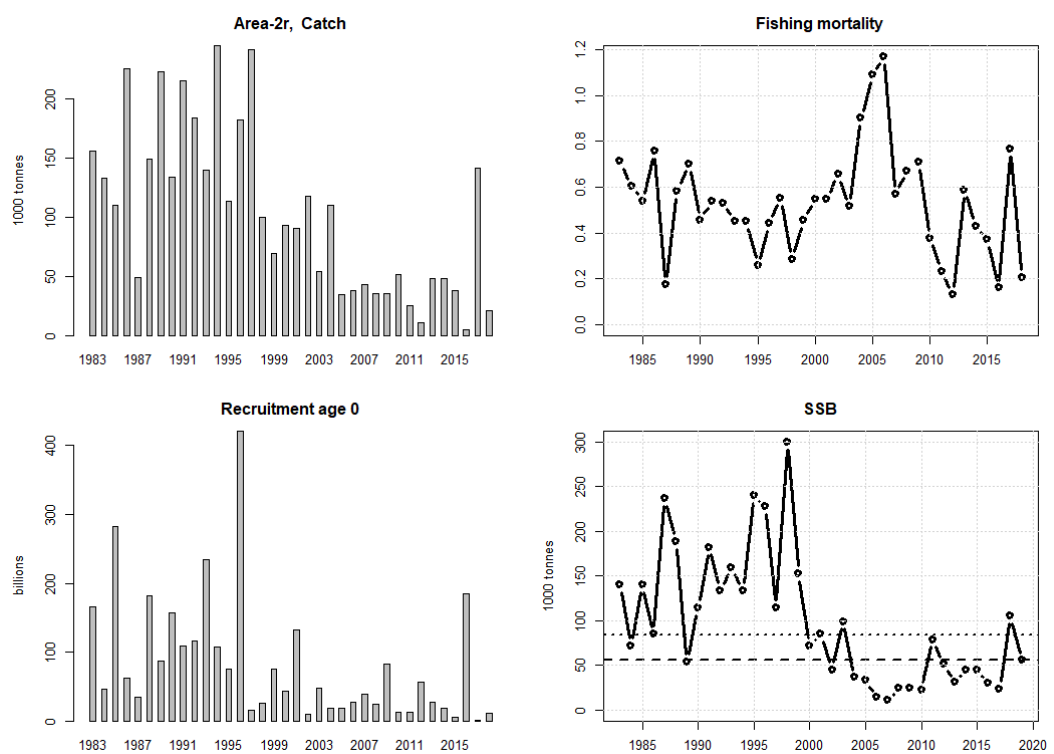 Area-2r, Catch
1000 tonnes
200
150
100
50
0
1983 1987 1991 1995 1999 2003 2007 2011 2015
Fishing mortality
1.2
1.0
0.8
0.6
0.4
0.2
0.0
1985 1990 1995 2000 2005 2010 2015
Recruitment age 0
billions
400
300
200
100
0
1983 1987 1991 1995 1999 2003 2007 2011 2015
SSB
1000 tonnes
300
250
200
150
100
50
0
1985 1990 1995 2000 2005 2010 2015 2020